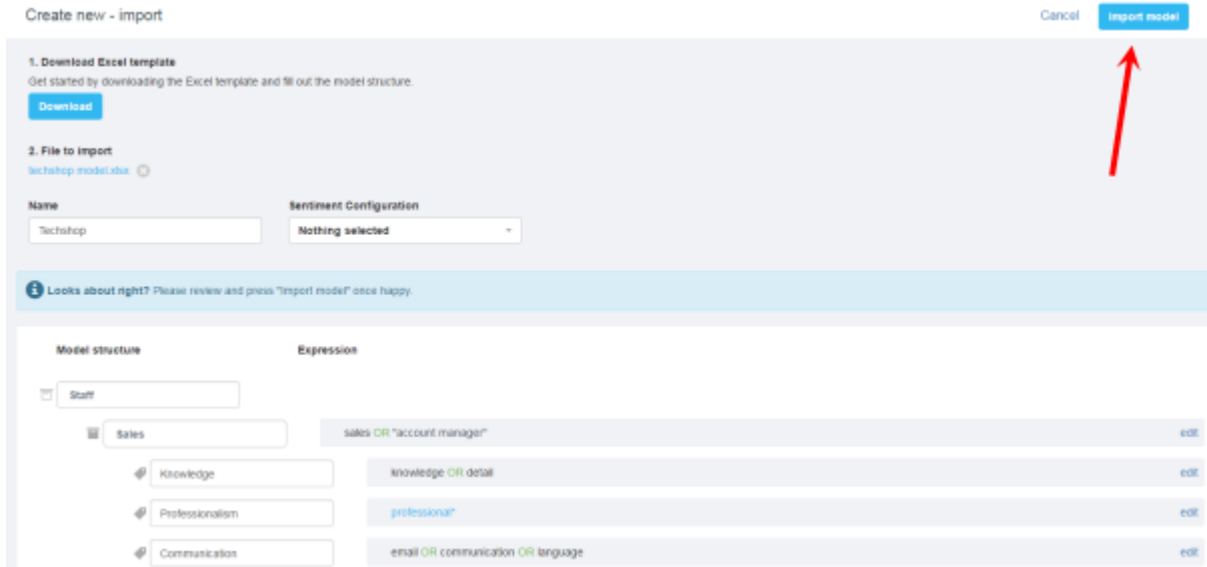 Create new - import
Cancel
Import model
1. Download Excel template
Get started by downloading the Excel template and fill out the model structure.
Download
2. File to import
techshop model.xlsx
Name
Sentiment Configuration
Techshop
Nothing selected
Looks about right? Please review and press "Import model" once happy.
Model structure
Expression
Staff
Sales
sales OR "account manager"
edit
Knowledge
knowledge OR detail
edit
Professionalism
professional*
edit
Communication
email OR communication OR language
edit